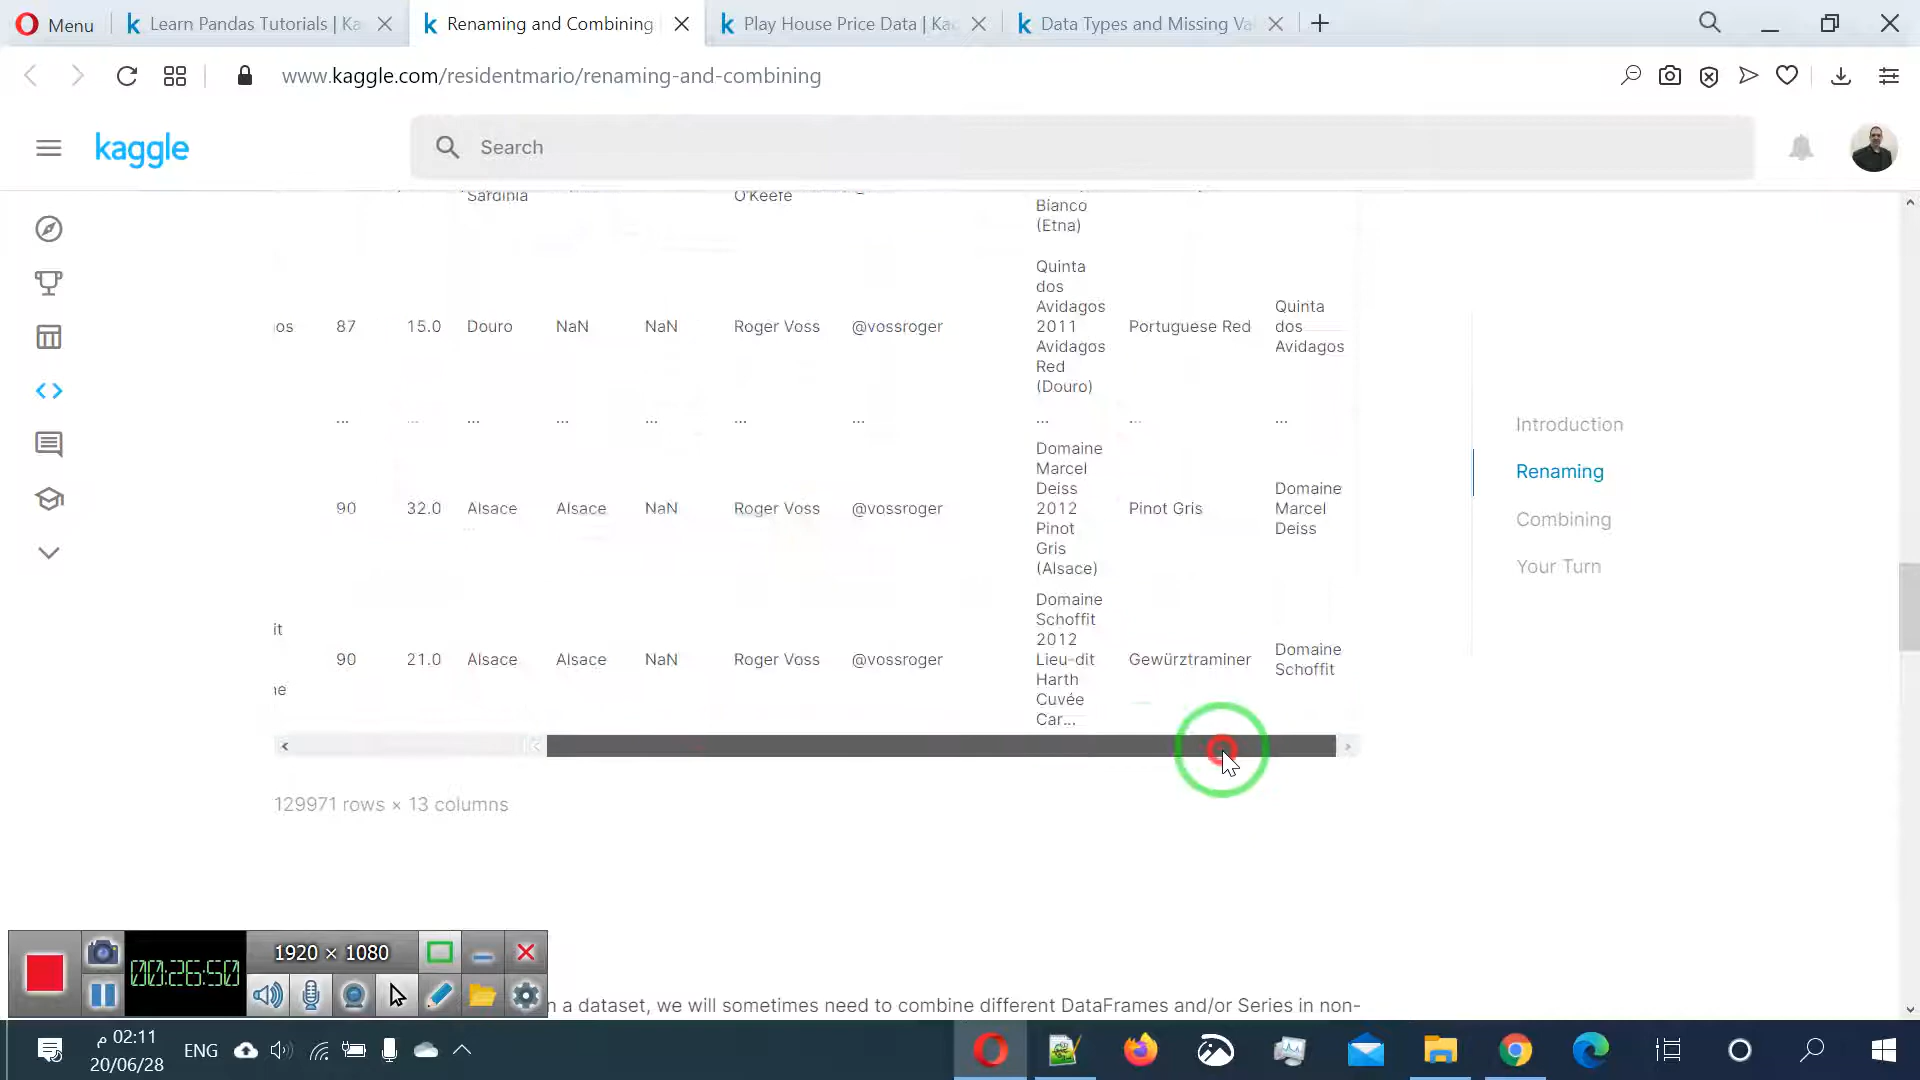 Menu
Learn Pandas Tutorials | Ka
Renaming and Combining
Play House Price Data | Ka
Data Types and Missing Va
www.kaggle.com/residentmario/renaming-and-combining
kaggle
Search
Sardinia
O'Keefe
Bianco
(Etna)
os
87
15.0
Douro
NaN
NaN
Roger Voss
@vossroger
Quinta
dos
Avidagos
2011
Avidagos
Red
(Douro)
Portuguese Red
Quinta
dos
Avidagos
... ... ... ... ... ... ... ... ... ...
90
32.0
Alsace
Alsace
NaN
Roger Voss
@vossroger
Domaine
Marcel
Deiss
2012
Pinot
Gris
(Alsace)
Pinot Gris
Domaine
Marcel
Deiss
it
ne
90
21.0
Alsace
Alsace
NaN
Roger Voss
@vossroger
Domaine
Schoffit
2012
Lieu-dit
Harth
Cuvée
Car...
Gewürztraminer
Domaine
Schoffit
129971 rows × 13 columns
Introduction
Renaming
Combining
Your Turn
n a dataset, we will sometimes need to combine different DataFrames and/or Series in non-
00:26:50
1920 × 1080
02:11 م
20/06/28
ENG